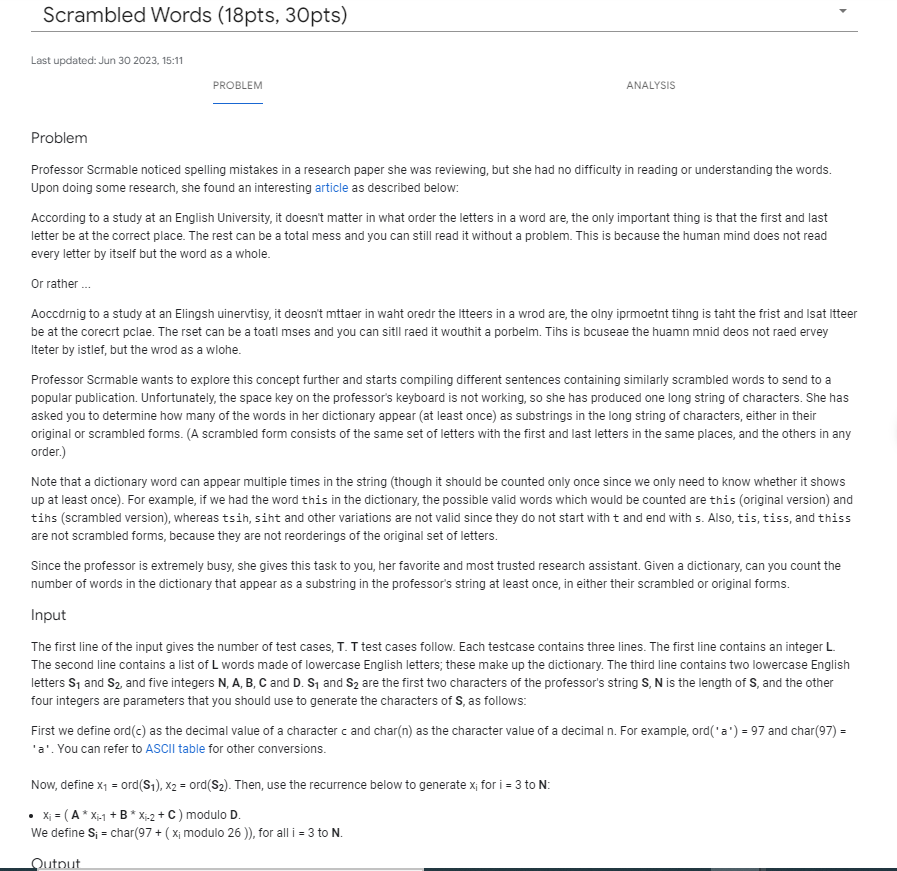 Scrambled Words (18pts, 30pts)
Last updated: Jun 30 2023, 15:11
PROBLEM
ANALYSIS
Problem
Professor Scrmable noticed spelling mistakes in a research paper she was reviewing, but she had no difficulty in reading or understanding the words.
Upon doing some research, she found an interesting article as described below:
According to a study at an English University, it doesn't matter in what order the letters in a word are, the only important thing is that the first and last
letter be at the correct place. The rest can be a total mess and you can still read it without a problem. This is because the human mind does not read
every letter by itself but the word as a whole.
Or rather ...
Aoccdrnig to a study at an Elingsh uinervtisy, it deosn't mttaer in waht oredr the ltteers in a wrod are, the olny iprmoetnt tihng is taht the frist and lsat ltteer
be at the corecrt pclae. The rset can be a toatl mses and you can sitll raed it wouthit a porbelm. Tihs is bcuseae the huamn mnid deos not raed ervey
lteter by istlef, but the wrod as a wlohe.
Professor Scrmable wants to explore this concept further and starts compiling different sentences containing similarly scrambled words to send to a
popular publication. Unfortunately, the space key on the professor's keyboard is not working, so she has produced one long string of characters. She has
asked you to determine how many of the words in her dictionary appear (at least once) as substrings in the long string of characters, either in their
original or scrambled forms. (A scrambled form consists of the same set of letters with the first and last letters in the same places, and the others in any
order.)
Note that a dictionary word can appear multiple times in the string (though it should be counted only once since we only need to know whether it shows
up at least once). For example, if we had the word this in the dictionary, the possible valid words which would be counted are this (original version) and
tihs (scrambled version), whereas tsih, siht and other variations are not valid since they do not start with t and end with s. Also, tis, tiss, and thiss
are not scrambled forms, because they are not reorderings of the original set of letters.
Since the professor is extremely busy, she gives this task to you, her favorite and most trusted research assistant. Given a dictionary, can you count the
number of words in the dictionary that appear as a substring in the professor's string at least once, in either their scrambled or original forms.
Input
The first line of the input gives the number of test cases, T. T test cases follow. Each testcase contains three lines. The first line contains an integer L.
The second line contains a list of L words made of lowercase English letters; these make up the dictionary. The third line contains two lowercase English
letters S₁ and S₂, and five integers N, A, B, C and D. S₁ and S₂ are the first two characters of the professor's string S, N is the length of S, and the other
four integers are parameters that you should use to generate the characters of S, as follows:
First we define ord(c) as the decimal value of a character c and char(n) as the character value of a decimal n. For example, ord('a') = 97 and char(97) =
'a'. You can refer to ASCII table for other conversions.
Now, define x₁ = ord(S₁), x₂ = ord(S₂). Then, use the recurrence below to generate xᵢ for i = 3 to N:
• xᵢ = ( A * xᵢ₋₁ + B * xᵢ₋₂ + C ) modulo D.
We define Sᵢ = char(97 + ( xᵢ modulo 26 )), for all i = 3 to N.
Output